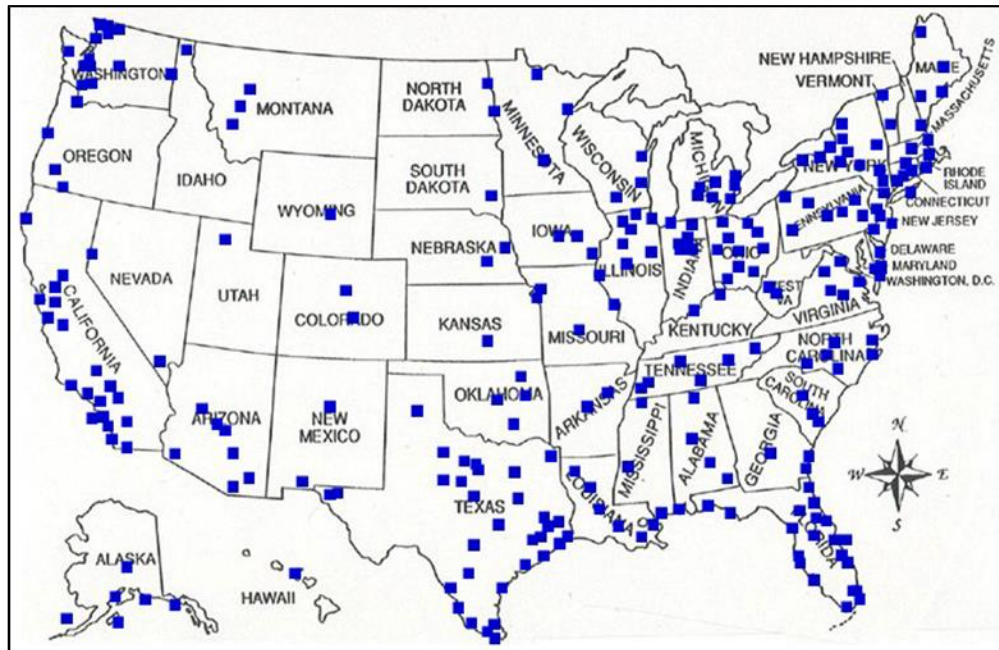 NEW HAMPSHIRE
VERMONT
MAINE
MASSACHUSETTS
WASHINGTON
MONTANA
NORTH
DAKOTA
MINNESOTA
OREGON
IDAHO
SOUTH
DAKOTA
WISCONSIN
MICHIGAN
NEW YORK
RHODE
ISLAND
CONNECTICUT
WYOMING
IOWA
PENNSYLVANIA
NEW JERSEY
NEBRASKA
NEVADA
UTAH
COLORADO
ILLINOIS
INDIANA
OHIO
DELAWARE
MARYLAND
WASHINGTON, D.C.
WEST
VA
VIRGINIA
CALIFORNIA
KANSAS
MISSOURI
KENTUCKY
NORTH
CAROLINA
TENNESSEE
SOUTH
CAROLINA
ARIZONA
NEW
MEXICO
OKLAHOMA
ARKANSAS
MISSISSIPPI
ALABAMA
GEORGIA
N
W E
S
TEXAS
LOUISIANA
FLORIDA
ALASKA
HAWAII